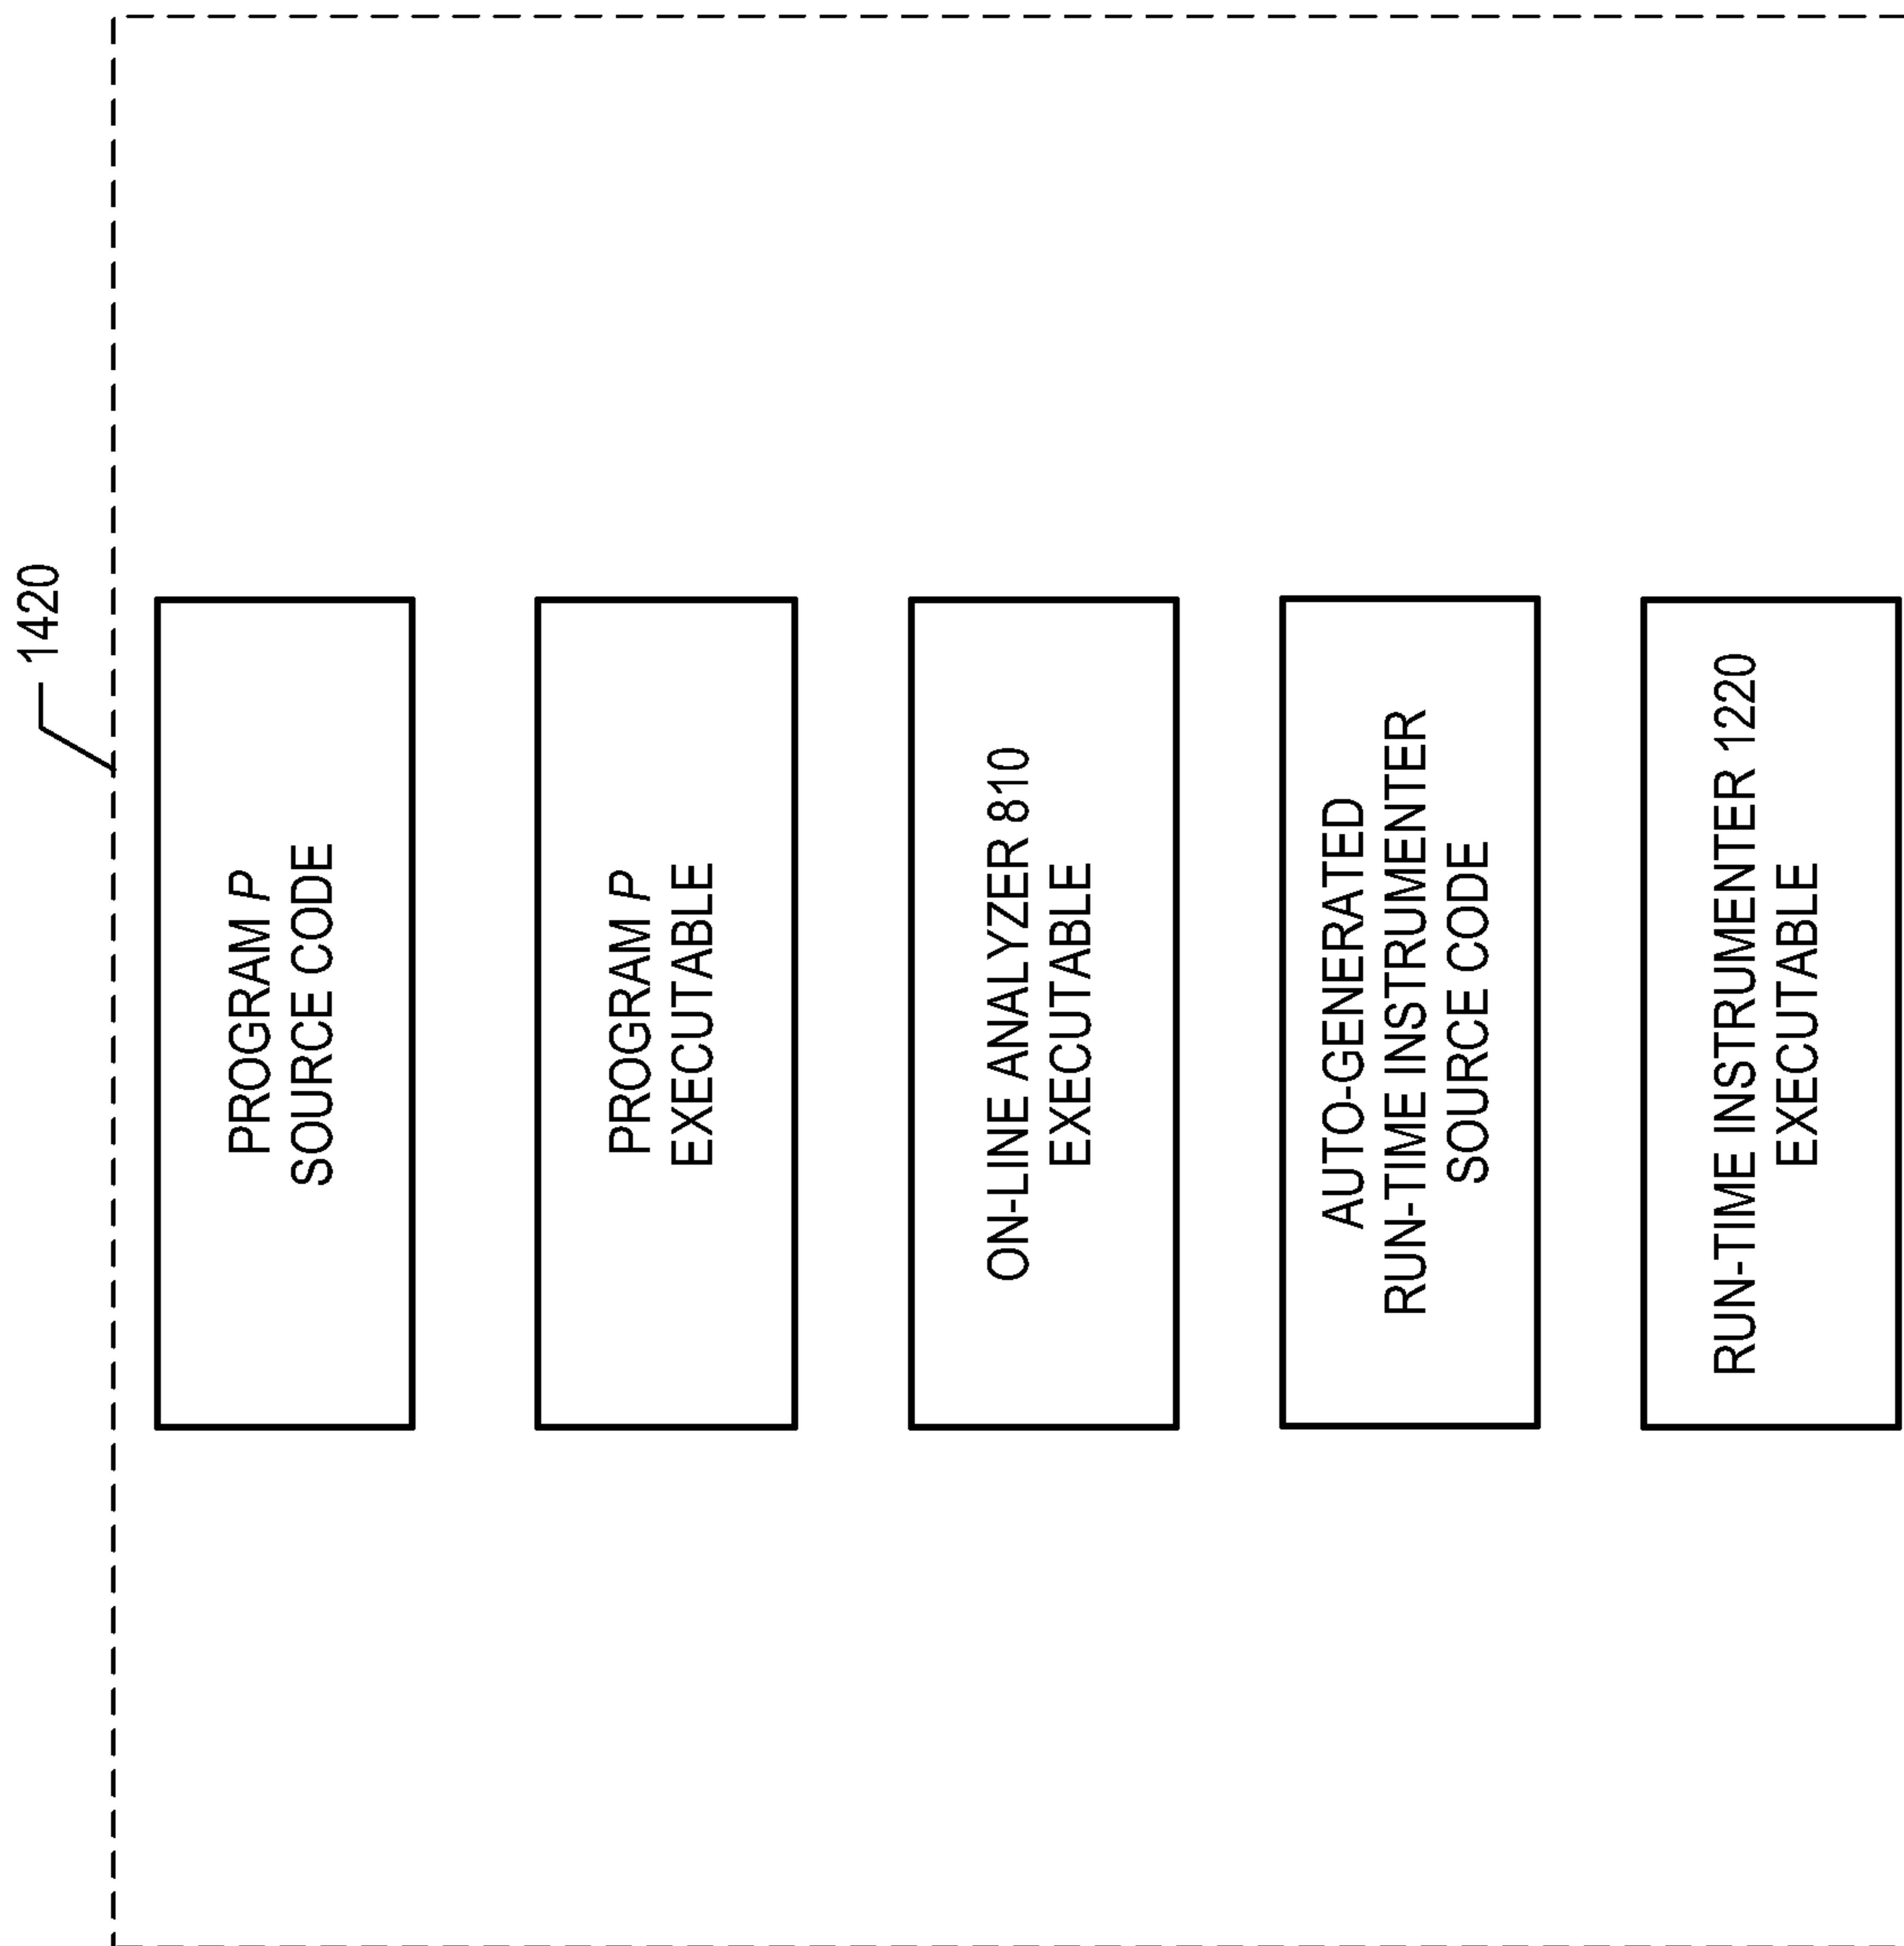 1420
PROGRAM P
SOURCE CODE
PROGRAM P
EXECUTABLE
ON-LINE ANALYZER 810
EXECUTABLE
AUTO-GENERATED
RUN-TIME INSTRUMENTER
SOURCE CODE
RUN-TIME INSTRUMENTER 1220
EXECUTABLE